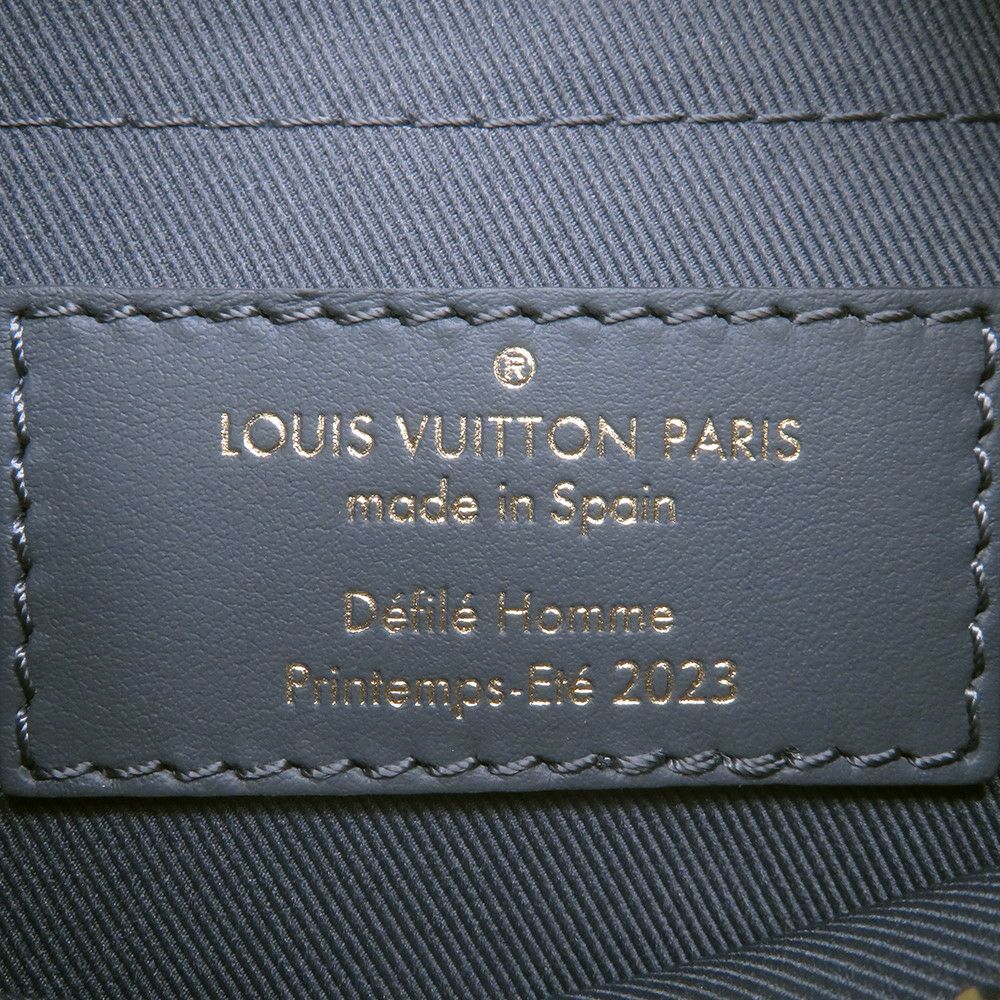 ®
LOUIS VUITTON PARIS
made in Spain
Défilé Homme
Printemps-Eté 2023